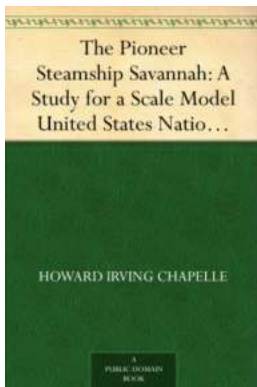 The Pioneer
Steamship Savannah: A
Study for a Scale Model
United States Natio...
HOWARD IRVING CHAPELLE
A
PUBLIC DOMAIN
BOOK